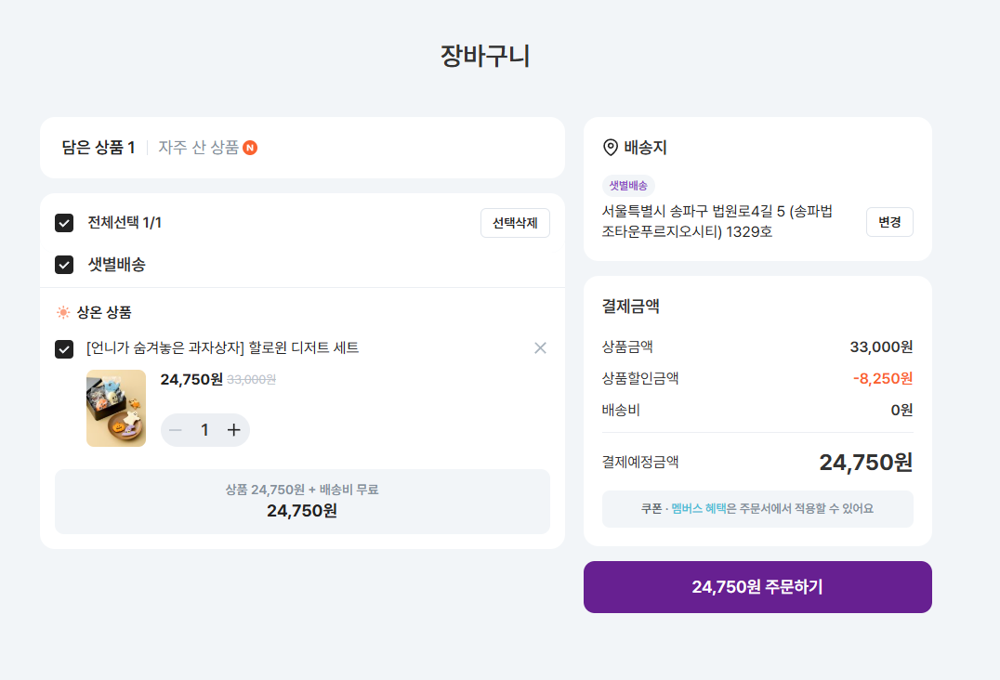 장바구니
담은 상품 1
자주 산 상품 N
전체선택 1/1
선택삭제
샛별배송
상온 상품
[언니가 숨겨놓은 과자상자] 할로윈 디저트 세트
24,750원 33,000원
1
상품 24,750원 + 배송비 무료
24,750원
배송지
샛별배송
서울특별시 송파구 법원로4길 5 (송파법
조타운푸르지오시티) 1329호
변경
결제금액
상품금액 33,000원
상품할인금액 -8,250원
배송비 0원
결제예정금액 24,750원
쿠폰 · 멤버스 혜택은 주문서에서 적용할 수 있어요
24,750원 주문하기